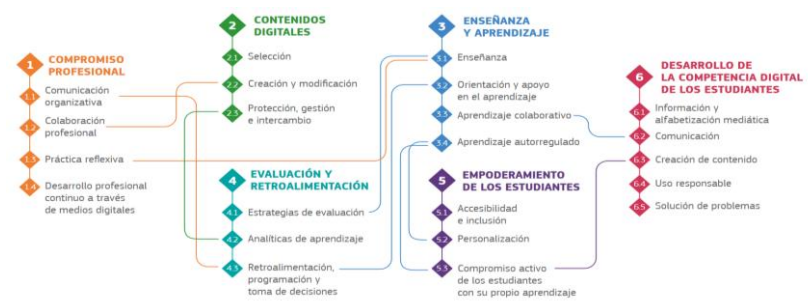 1 COMPROMISO
PROFESIONAL
1.1 Comunicación
organizativa
1.2 Colaboración
profesional
1.3 Práctica reflexiva
1.4 Desarrollo profesional
continuo a través
de medios digitales
2 CONTENIDOS
DIGITALES
2.1 Selección
2.2 Creación y modificación
2.3 Protección, gestión
e intercambio
4 EVALUACIÓN Y
RETROALIMENTACIÓN
4.1 Estrategias de evaluación
4.2 Analíticas de aprendizaje
4.3 Retroalimentación,
programación y
toma de decisiones
3 ENSEÑANZA
Y APRENDIZAJE
3.1 Enseñanza
3.2 Orientación y apoyo
en el aprendizaje
3.3 Aprendizaje colaborativo
3.4 Aprendizaje autorregulado
5 EMPODERAMIENTO
DE LOS ESTUDIANTES
5.1 Accesibilidad
e inclusión
5.2 Personalización
5.3 Compromiso activo
de los estudiantes
con su propio aprendizaje
6 DESARROLLO DE
LA COMPETENCIA DIGITAL
DE LOS ESTUDIANTES
6.1 Información y
alfabetización mediática
6.2 Comunicación
6.3 Creación de contenido
6.4 Uso responsable
6.5 Solución de problemas